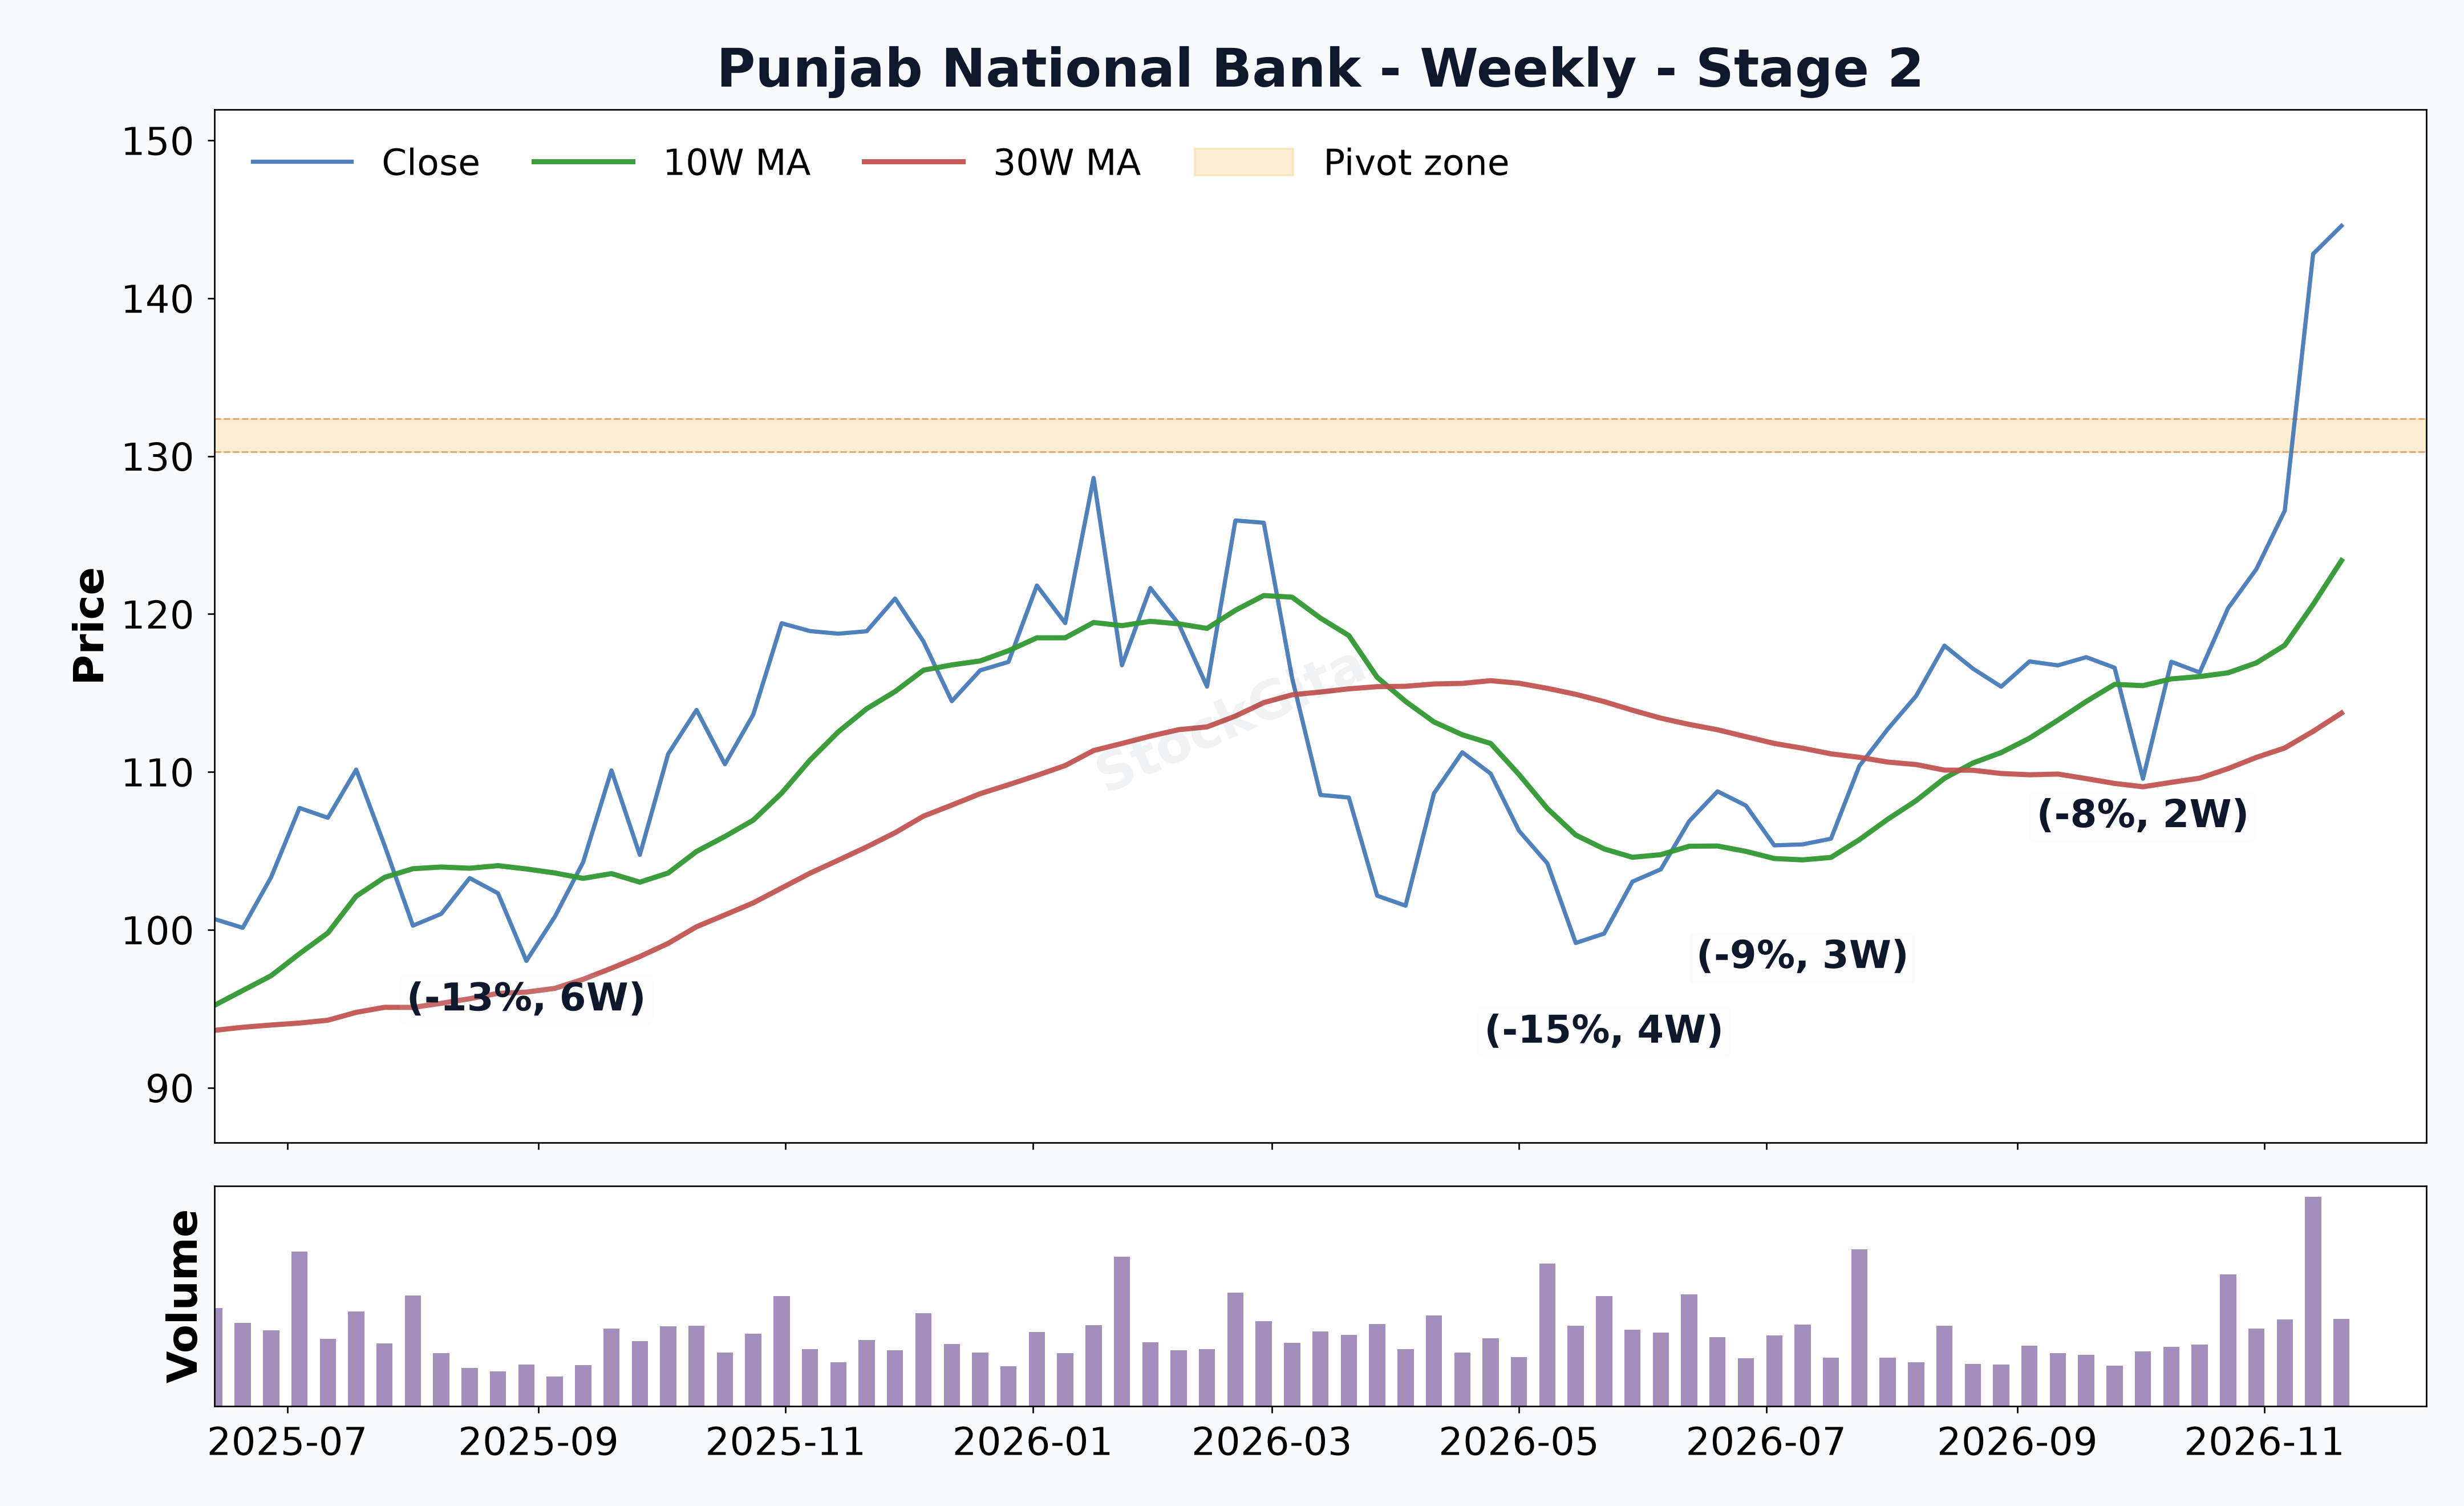 Punjab National Bank - Weekly - Stage 2
Close 10W MA 30W MA Pivot zone
150
140
130
120
110
100
90
Price
StockGita
(-13%, 6W)
(-15%, 4W)
(-9%, 3W)
(-8%, 2W)
Volume
2025-07 2025-09 2025-11 2026-01 2026-03 2026-05 2026-07 2026-09 2026-11